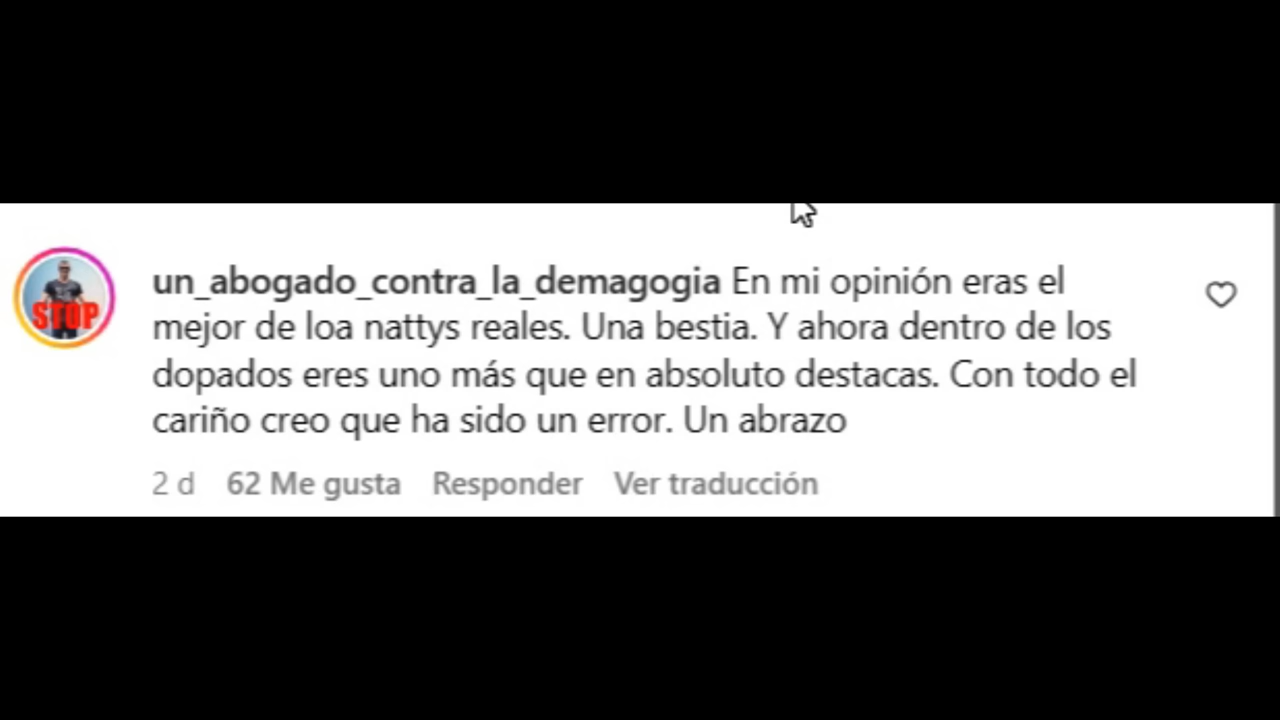 un_abogado_contra_la_demagogia En mi opinión eras el
mejor de loa nattys reales. Una bestia. Y ahora dentro de los
dopados eres uno más que en absoluto destacas. Con todo el
cariño creo que ha sido un error. Un abrazo
2 d 62 Me gusta Responder Ver traducción
STOP